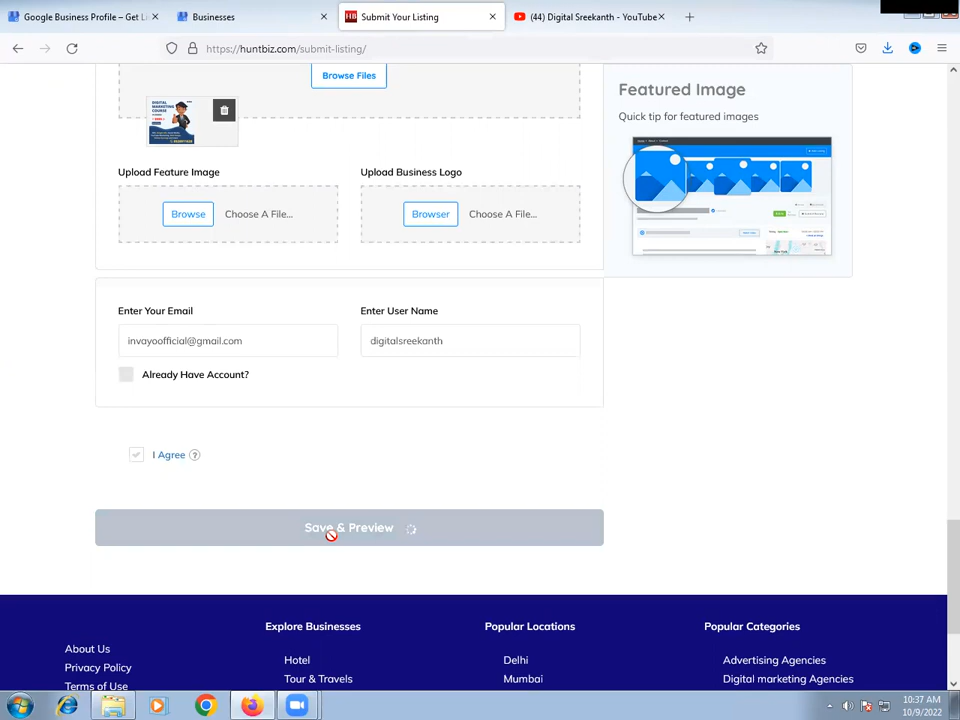 Google Business Profile – Get Li
Businesses
Submit Your Listing
(44) Digital Sreekanth - YouTube
https://huntbiz.com/submit-listing/
Browse Files
DIGITAL
MARKETING
COURSE
Featured Image
Quick tip for featured images
Upload Feature Image
Upload Business Logo
Browse
Choose A File...
Browser
Choose A File...
Enter Your Email
Enter User Name
invayoofficial@gmail.com
digitalsreekanth
Already Have Account?
I Agree
Save & Preview
Explore Businesses
Popular Locations
Popular Categories
About Us
Hotel
Delhi
Advertising Agencies
Privacy Policy
Tour & Travels
Mumbai
Digital marketing Agencies
Terms of Use
10:37 AM
10/9/2022